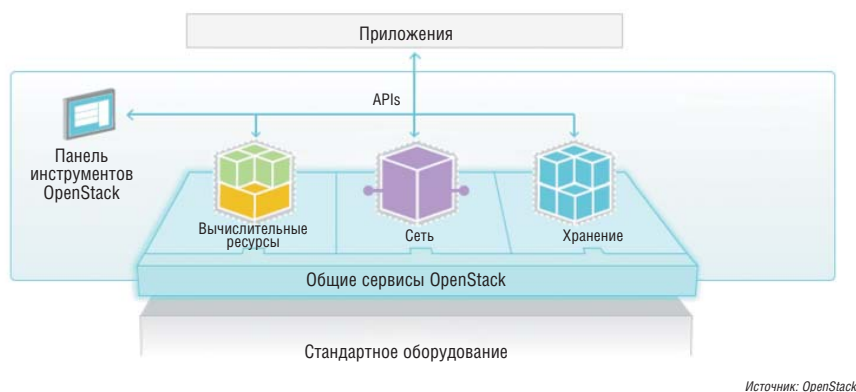 Приложения
APIs
Панель
инструментов
OpenStack
Вычислительные
ресурсы
Сеть
Хранение
Общие сервисы OpenStack
Стандартное оборудование
Источник: OpenStack